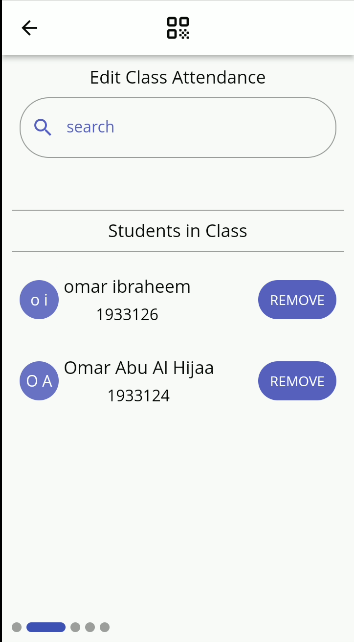 Edit Class Attendance
search
Students in Class
o i
omar ibraheem
1933126
REMOVE
O A
Omar Abu Al Hijaa
1933124
REMOVE